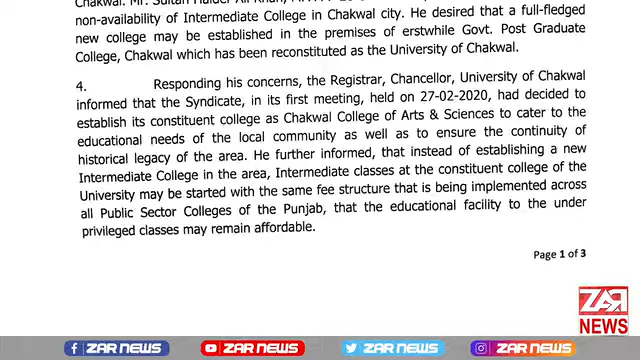 non-availability of Intermediate College in Chakwal city. He desired that a full-fledged
new college may be established in the premises of erstwhile Govt. Post Graduate
College, Chakwal which has been reconstituted as the University of Chakwal.
4. Responding his concerns, the Registrar, Chancellor, University of Chakwal
informed that the Syndicate, in its first meeting, held on 27-02-2020, had decided to
establish its constituent college as Chakwal College of Arts & Sciences to cater to the
educational needs of the local community as well as to ensure the continuity of
historical legacy of the area. He further informed, that instead of establishing a new
Intermediate College in the area, Intermediate classes at the constituent college of the
University may be started with the same fee structure that is being implemented across
all Public Sector Colleges of the Punjab, that the educational facility to the under
privileged classes may remain affordable.
Page 1 of 3
ZAR
NEWS
ZAR NEWS ZAR NEWS ZAR NEWS ZAR NEWS